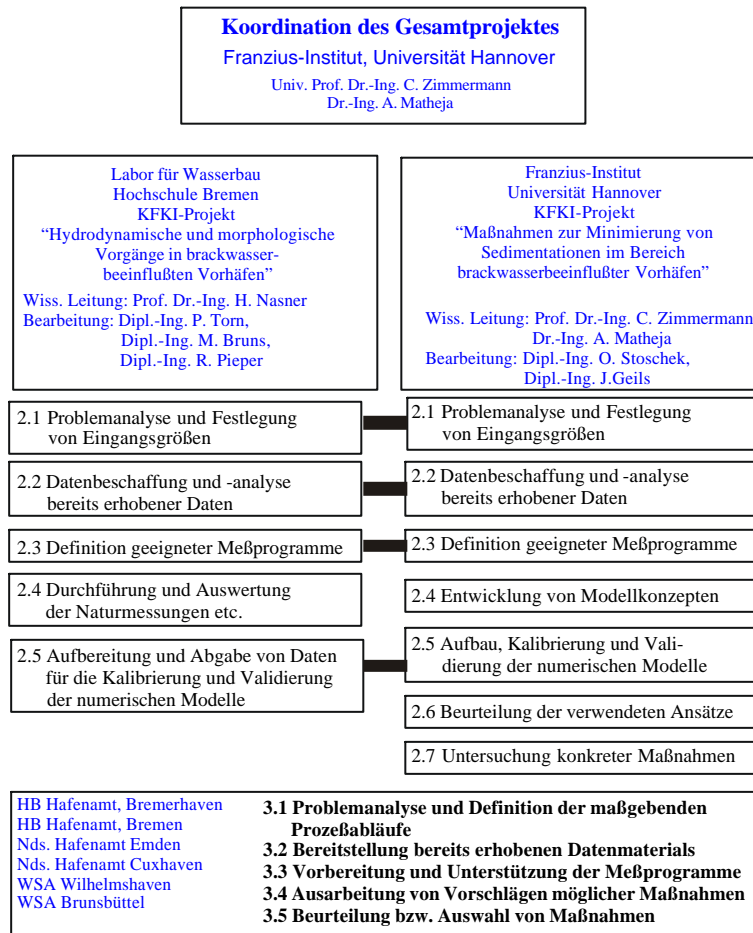 Koordination des Gesamtprojektes
Franzius-Institut, Universität Hannover
Univ. Prof. Dr.-Ing. C. Zimmermann
Dr.-Ing. A. Matheja
Labor für Wasserbau
Hochschule Bremen
KFKI-Projekt
“Hydrodynamische und morphologische
Vorgänge in brackwasser-
beeinflußten Vorhäfen”
Wiss. Leitung: Prof. Dr.-Ing. H. Nasner
Bearbeitung: Dipl.-Ing. P. Torn,
Dipl.-Ing. M. Bruns,
Dipl.-Ing. R. Pieper
Franzius-Institut
Universität Hannover
KFKI-Projekt
“Maßnahmen zur Minimierung von
Sedimentationen im Bereich
brackwasserbeeinflußter Vorhäfen”
Wiss. Leitung: Prof. Dr.-Ing. C. Zimmermann
Dr.-Ing. A. Matheja
Bearbeitung: Dipl.-Ing. O. Stoschek,
Dipl.-Ing. J.Geils
2.1 Problemanalyse und Festlegung
von Eingangsgrößen
2.2 Datenbeschaffung und -analyse
bereits erhobener Daten
2.3 Definition geeigneter Meßprogramme
2.4 Durchführung und Auswertung
der Naturmessungen etc.
2.5 Aufbereitung und Abgabe von Daten
für die Kalibrierung und Validierung
der numerischen Modelle
2.1 Problemanalyse und Festlegung
von Eingangsgrößen
2.2 Datenbeschaffung und -analyse
bereits erhobener Daten
2.3 Definition geeigneter Meßprogramme
2.4 Entwicklung von Modellkonzepten
2.5 Aufbau, Kalibrierung und Vali-
dierung der numerischen Modelle
2.6 Beurteilung der verwendeten Ansätze
2.7 Untersuchung konkreter Maßnahmen
HB Hafenamt, Bremerhaven
HB Hafenamt, Bremen
Nds. Hafenamt Emden
Nds. Hafenamt Cuxhaven
WSA Wilhelmshaven
WSA Brunsbüttel
3.1 Problemanalyse und Definition der maßgebenden
Prozeßabläufe
3.2 Bereitstellung bereits erhobenen Datenmaterials
3.3 Vorbereitung und Unterstützung der Meßprogramme
3.4 Ausarbeitung von Vorschlägen möglicher Maßnahmen
3.5 Beurteilung bzw. Auswahl von Maßnahmen